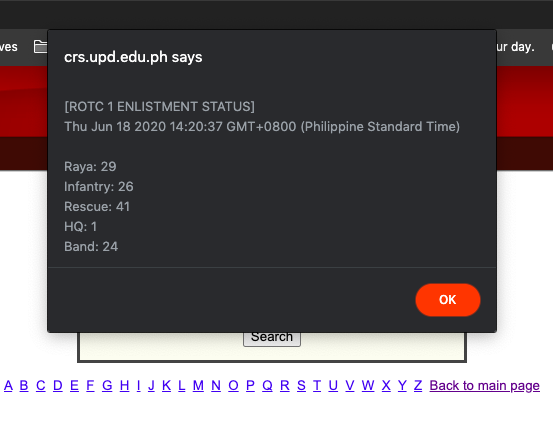 ves
ur day.
crs.upd.edu.ph says
[ROTC 1 ENLISTMENT STATUS]
Thu Jun 18 2020 14:20:37 GMT+0800 (Philippine Standard Time)
Raya: 29
Infantry: 26
Rescue: 41
HQ: 1
Band: 24
OK
Search
A B C D E F G H I J K L M N O P Q R S T U V W X Y Z Back to main page